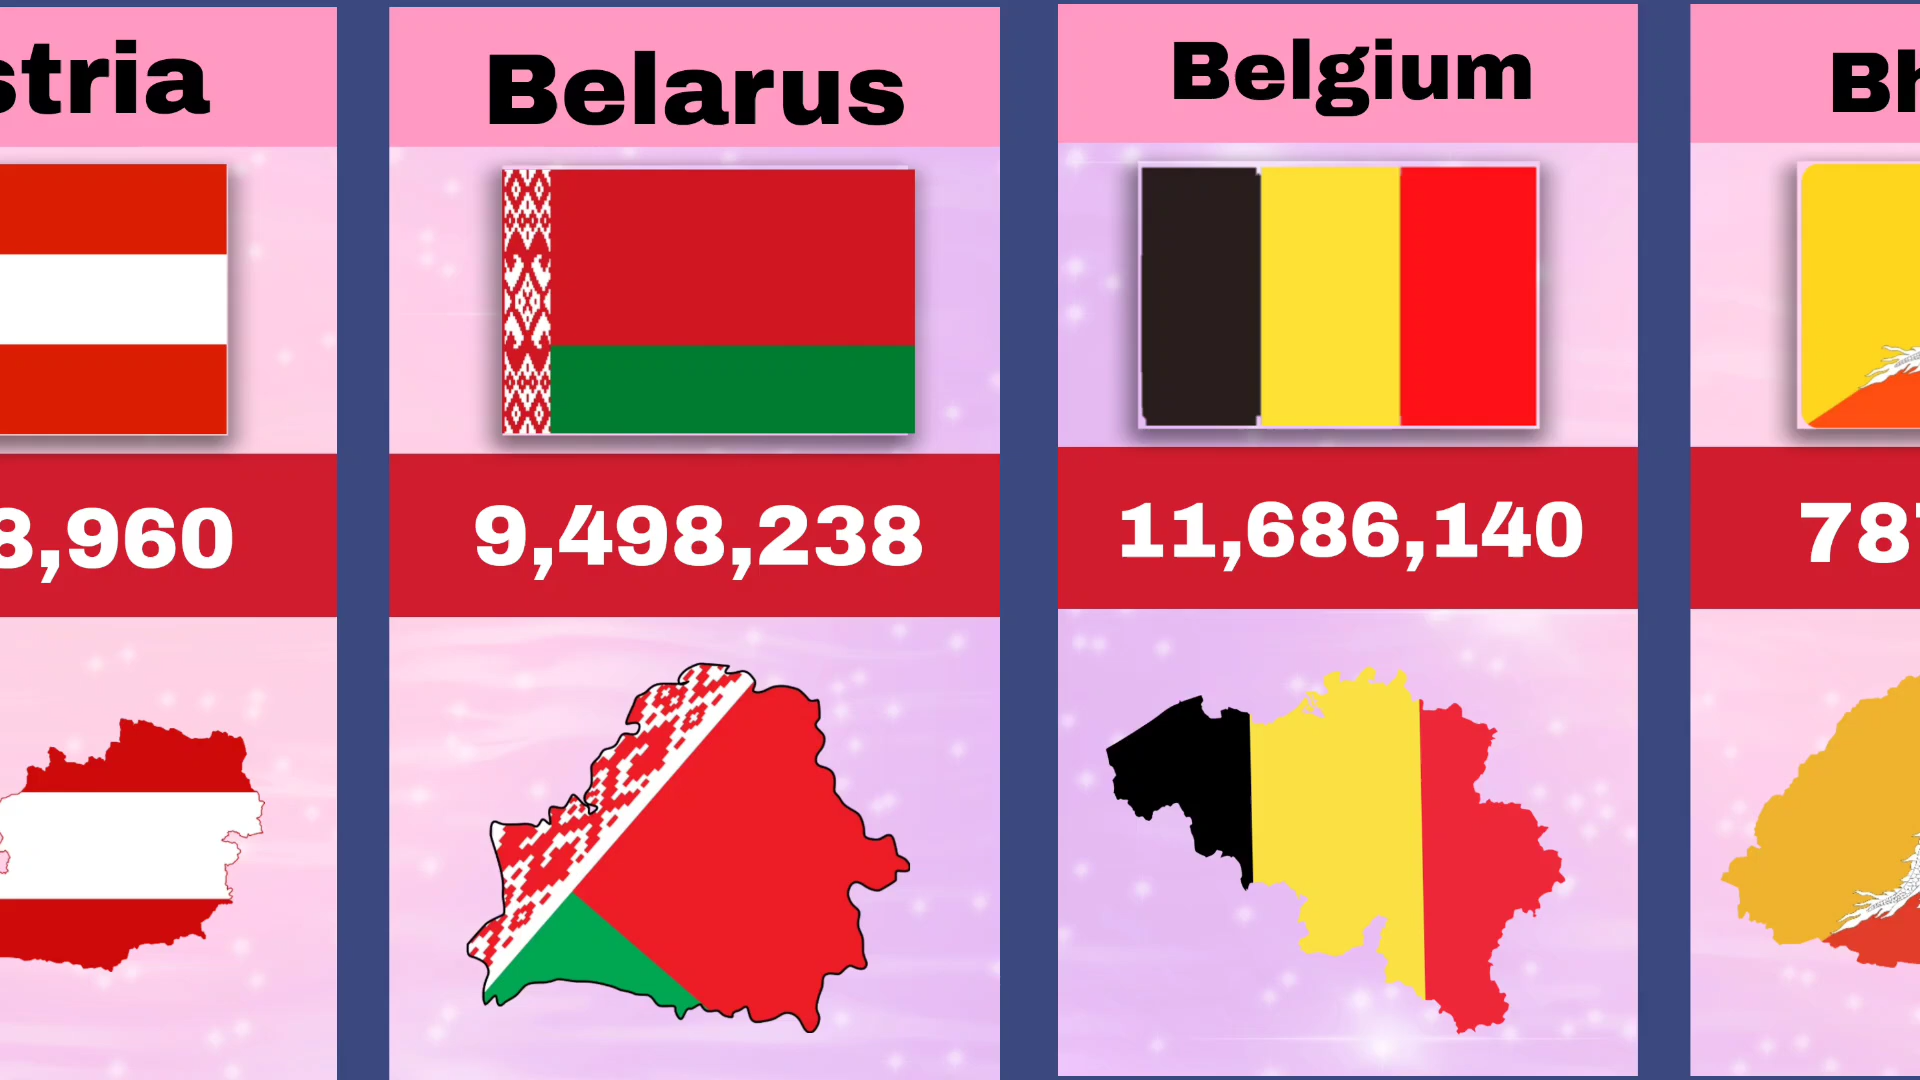 stria
8,960
Belarus
9,498,238
Belgium
11,686,140
Bh
78